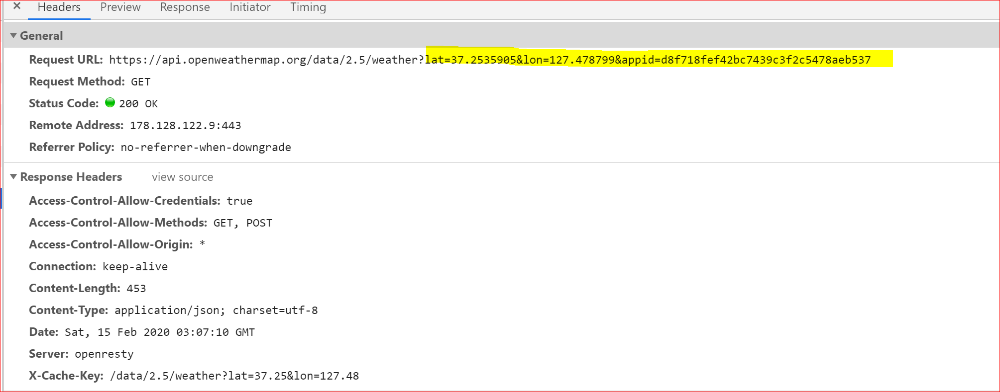 × Headers Preview Response Initiator Timing
▼ General
Request URL: https://api.openweathermap.org/data/2.5/weather?lat=37.2535905&lon=127.478799&appid=d8f718fef42bc7439c3f2c5478aeb537
Request Method: GET
Status Code: 200 OK
Remote Address: 178.128.122.9:443
Referrer Policy: no-referrer-when-downgrade
▼ Response Headers view source
Access-Control-Allow-Credentials: true
Access-Control-Allow-Methods: GET, POST
Access-Control-Allow-Origin: *
Connection: keep-alive
Content-Length: 453
Content-Type: application/json; charset=utf-8
Date: Sat, 15 Feb 2020 03:07:10 GMT
Server: openresty
X-Cache-Key: /data/2.5/weather?lat=37.25&lon=127.48